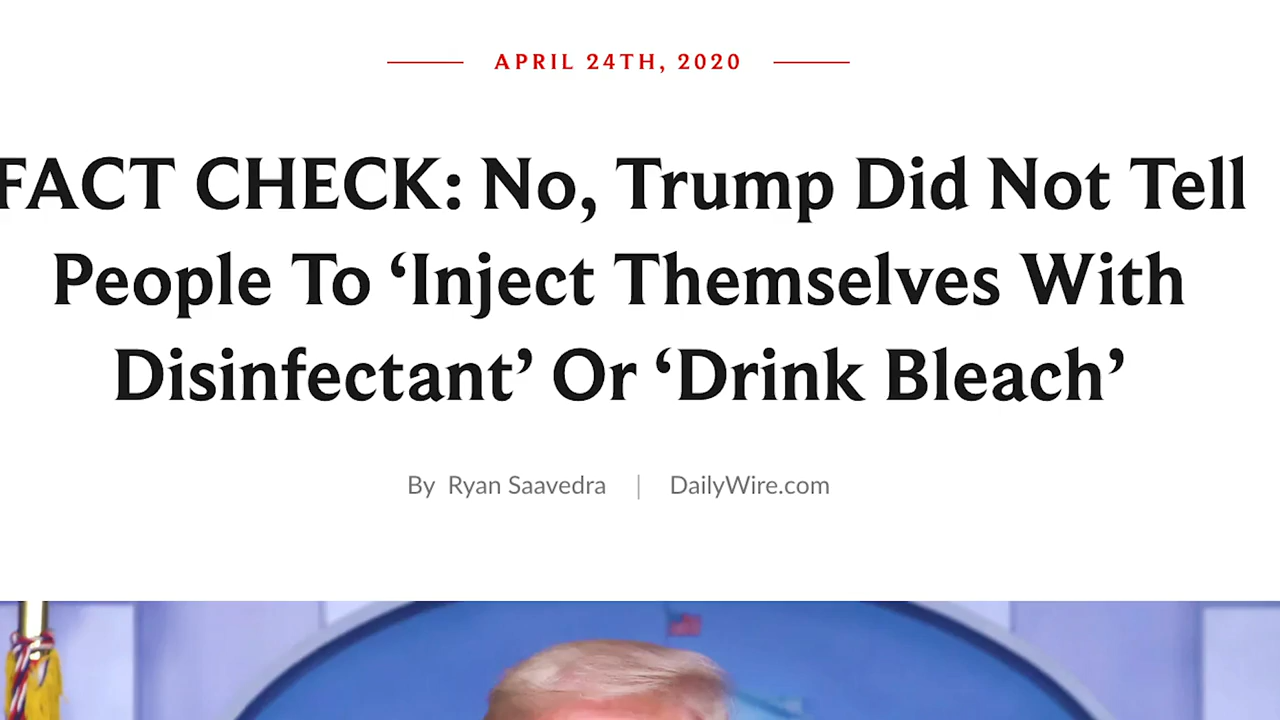 APRIL 24TH, 2020
FACT CHECK: No, Trump Did Not Tell
People To ‘Inject Themselves With
Disinfectant’ Or ‘Drink Bleach’
By Ryan Saavedra | DailyWire.com